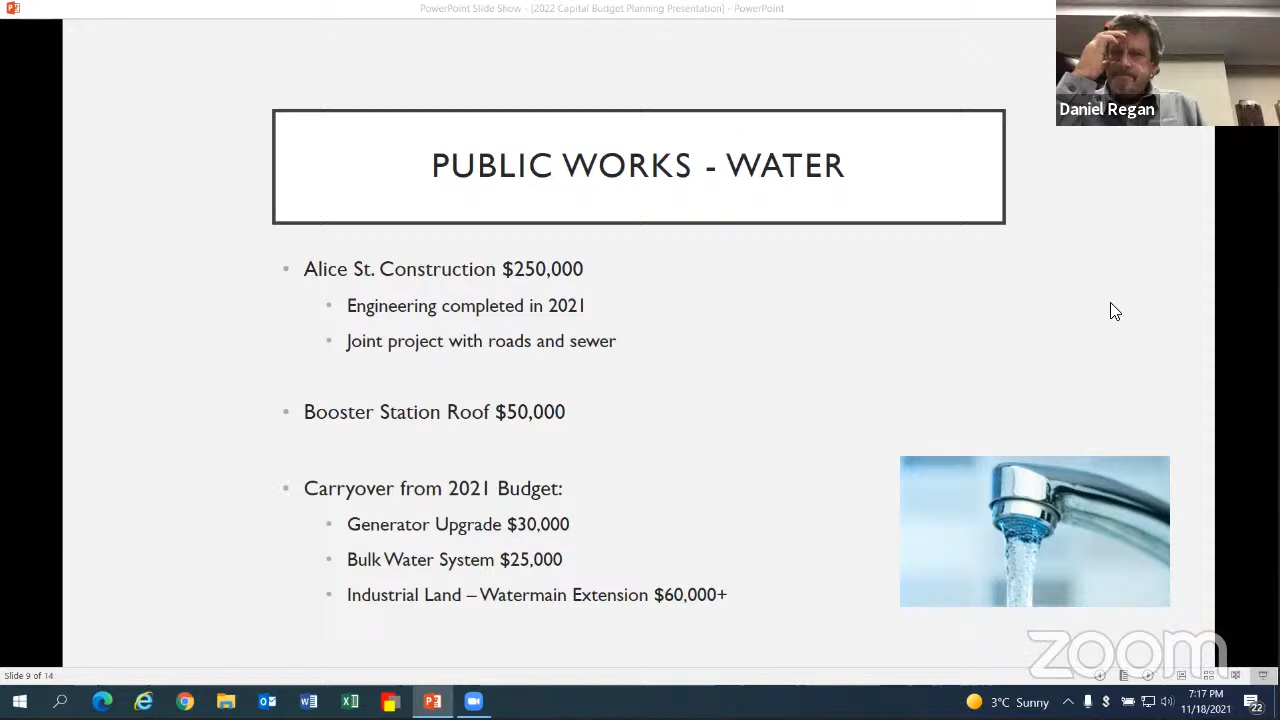 PowerPoint Slide Show - [2022 Capital Budget Planning Presentation] - PowerPoint
Daniel Regan
PUBLIC WORKS - WATER
• Alice St. Construction $250,000
• Engineering completed in 2021
• Joint project with roads and sewer
• Booster Station Roof $50,000
• Carryover from 2021 Budget:
• Generator Upgrade $30,000
• Bulk Water System $25,000
• Industrial Land – Watermain Extension $60,000+
zoom
Slide 9 of 14
3°C Sunny
7:17 PM
11/18/2021
22